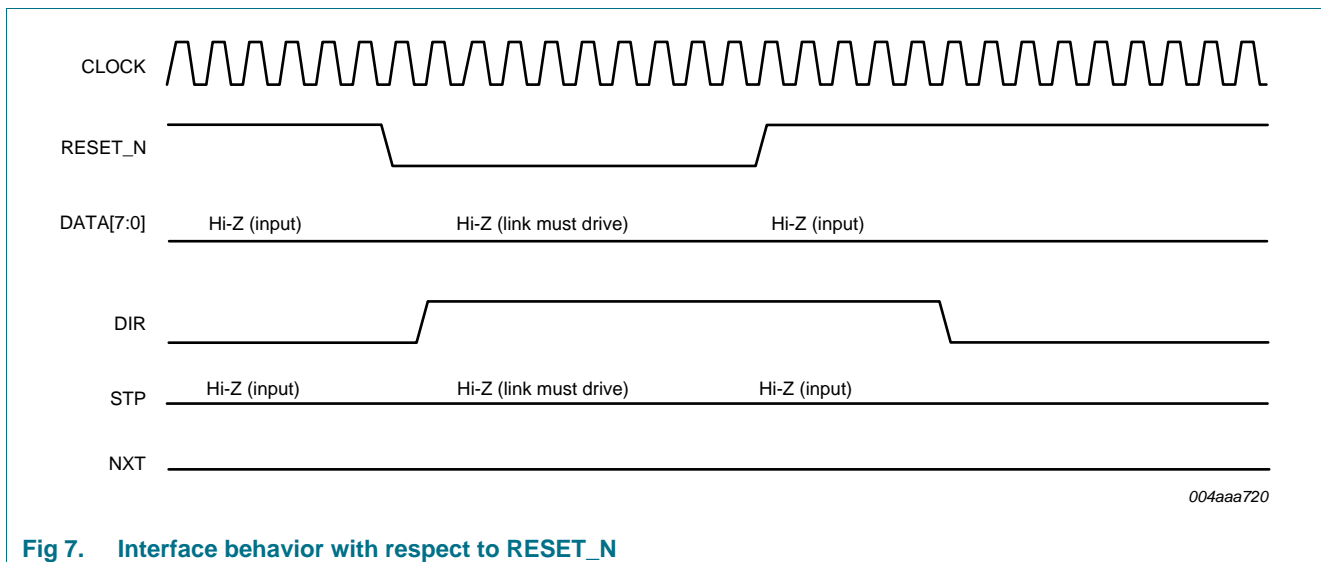 CLOCK
RESET_N
DATA[7:0] Hi-Z (input) Hi-Z (link must drive) Hi-Z (input)
DIR
STP Hi-Z (input) Hi-Z (link must drive) Hi-Z (input)
NXT
004aaa720
Fig 7. Interface behavior with respect to RESET_N